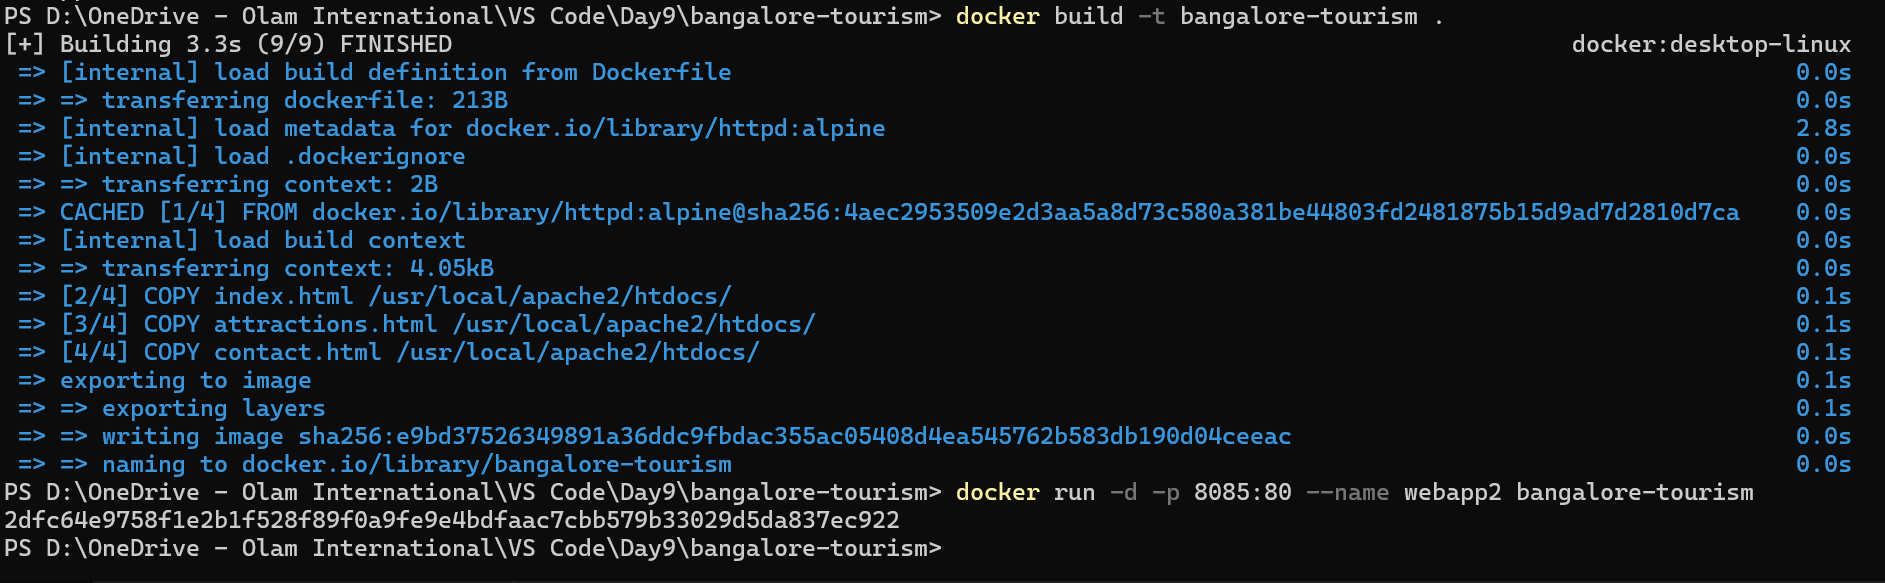 PS D:\OneDrive - Olam International\VS Code\Day9\bangalore-tourism> docker build -t bangalore-tourism .
[+] Building 3.3s (9/9) FINISHED docker:desktop-linux
=> [internal] load build definition from Dockerfile 0.0s
=> => transferring dockerfile: 213B 0.0s
=> [internal] load metadata for docker.io/library/httpd:alpine 2.8s
=> [internal] load .dockerignore 0.0s
=> => transferring context: 2B 0.0s
=> CACHED [1/4] FROM docker.io/library/httpd:alpine@sha256:4aec2953509e2d3aa5a8d73c580a381be44803fd2481875b15d9ad7d2810d7ca 0.0s
=> [internal] load build context 0.0s
=> => transferring context: 4.05kB 0.0s
=> [2/4] COPY index.html /usr/local/apache2/htdocs/ 0.1s
=> [3/4] COPY attractions.html /usr/local/apache2/htdocs/ 0.1s
=> [4/4] COPY contact.html /usr/local/apache2/htdocs/ 0.1s
=> exporting to image 0.1s
=> => exporting layers 0.1s
=> => writing image sha256:e9bd37526349891a36ddc9fbdac355ac05408d4ea545762b583db190d04ceeac 0.0s
=> => naming to docker.io/library/bangalore-tourism 0.0s
PS D:\OneDrive - Olam International\VS Code\Day9\bangalore-tourism> docker run -d -p 8085:80 --name webapp2 bangalore-tourism
2dfc64e9758f1e2b1f528f89f0a9fe9e4bdfaac7cbb579b33029d5da837ec922
PS D:\OneDrive - Olam International\VS Code\Day9\bangalore-tourism>